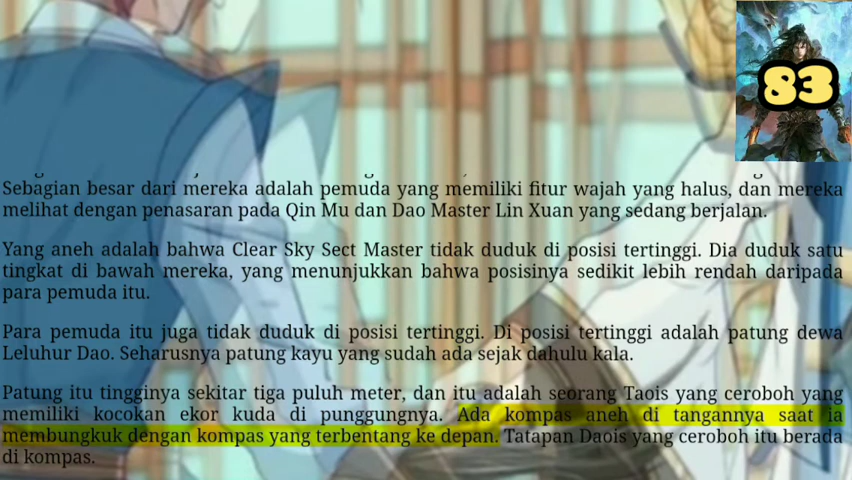 83
Sebagian besar dari mereka adalah pemuda yang memiliki fitur wajah yang halus, dan mereka
melihat dengan penasaran pada Qin Mu dan Dao Master Lin Xuan yang sedang berjalan.
Yang aneh adalah bahwa Clear Sky Sect Master tidak duduk di posisi tertinggi. Dia duduk satu
tingkat di bawah mereka, yang menunjukkan bahwa posisinya sedikit lebih rendah daripada
para pemuda itu.
Para pemuda itu juga tidak duduk di posisi tertinggi. Di posisi tertinggi adalah patung dewa
Leluhur Dao. Seharusnya patung kayu yang sudah ada sejak dahulu kala.
Patung itu tingginya sekitar tiga puluh meter, dan itu adalah seorang Taois yang ceroboh yang
memiliki kocokan ekor kuda di punggungnya. Ada kompas aneh di tangannya saat ia
membungkuk dengan kompas yang terbentang ke depan. Tatapan Daois yang ceroboh itu berada
di kompas.